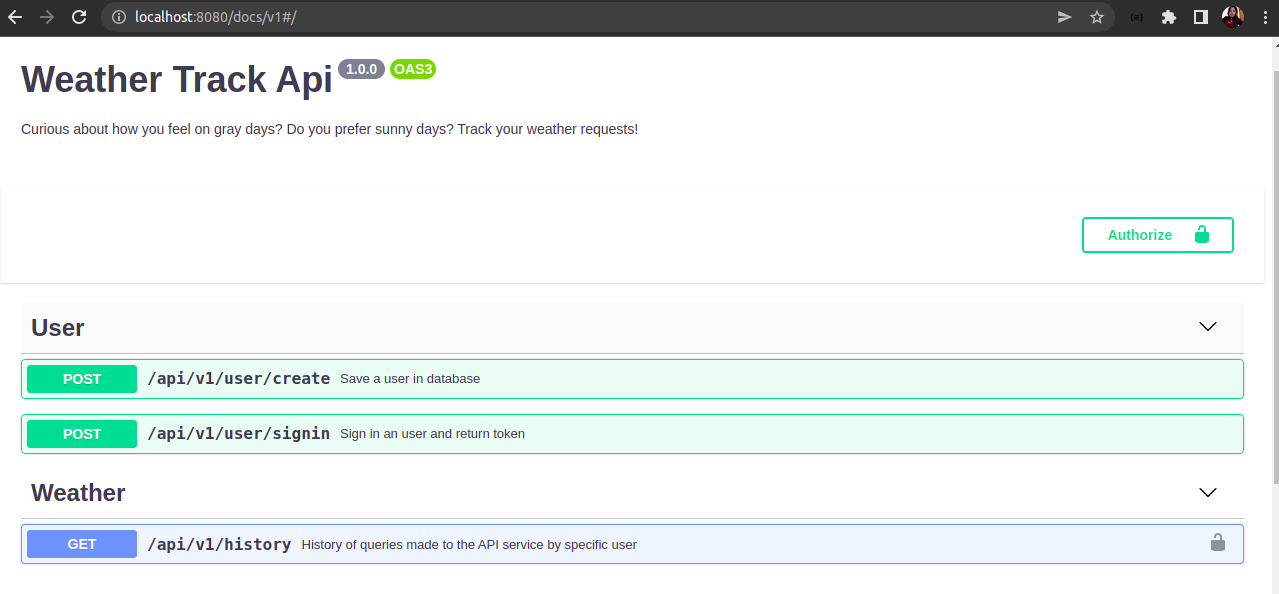 localhost:8080/docs/v1#/
Weather Track Api 1.0.0 OAS3
Curious about how you feel on gray days? Do you prefer sunny days? Track your weather requests!
Authorize
User
POST /api/v1/user/create Save a user in database
POST /api/v1/user/signin Sign in an user and return token
Weather
GET /api/v1/history History of queries made to the API service by specific user